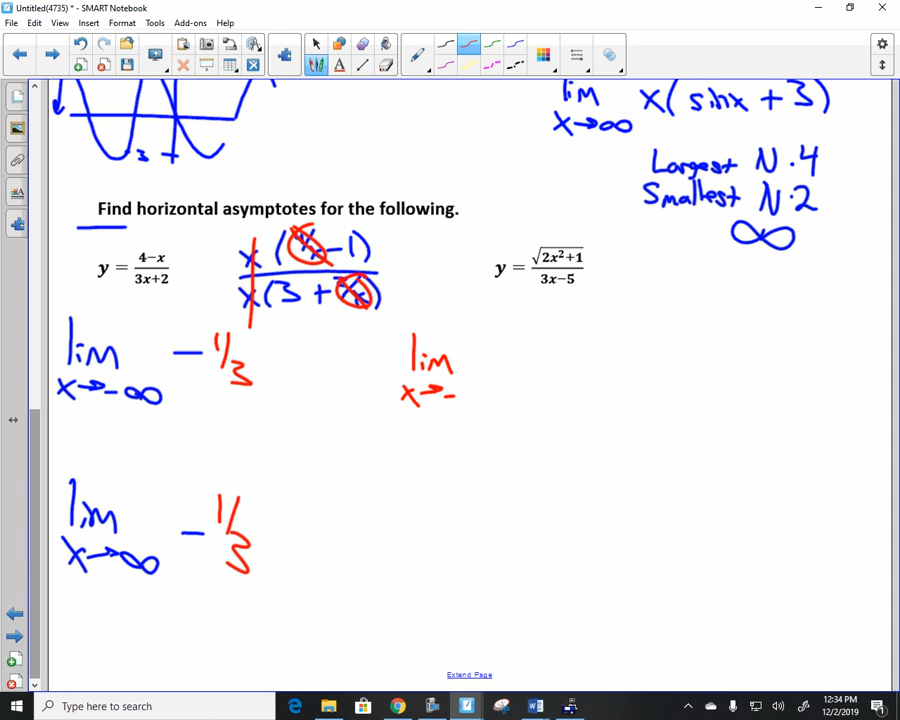 Untitled(4735) * - SMART Notebook
File Edit View Insert Format Tools Add-ons Help
lim x(sinx + 3)
x→∞
3
Largest N·4
Smallest N·2
∞
Find horizontal asymptotes for the following.
y = 4−x / 3x+2
x( −1)
x(3 + )
y = √2x²+1 / 3x−5
lim − 1/3
x→−∞
lim
x→−
lim − 1/3
x→∞
Extend Page
Type here to search
12:34 PM
12/2/2019
1